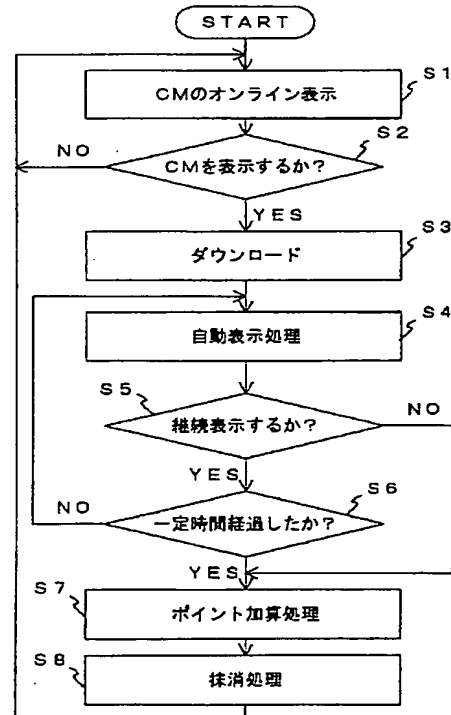 START
S1
CMのオンライン表示
S2
NO
CMを表示するか？
YES
S3
ダウンロード
S4
自動表示処理
S5
NO
継続表示するか？
YES
S6
NO
一定時間経過したか？
YES
S7
ポイント加算処理
S8
抹消処理